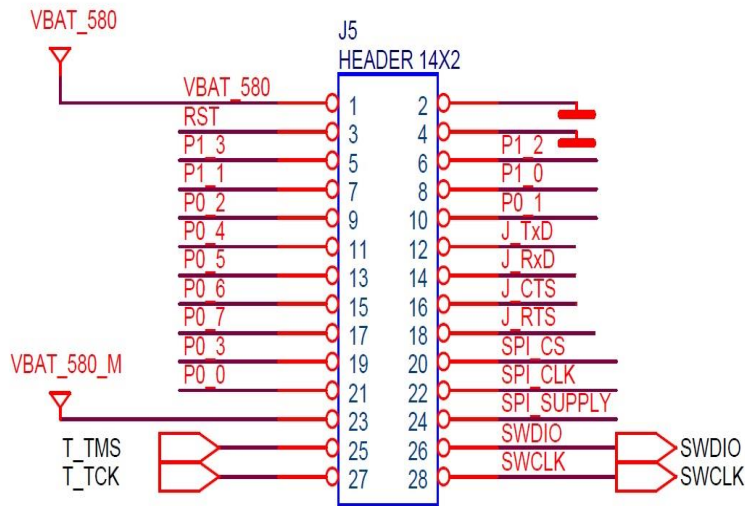 VBAT_580
J5
HEADER 14X2
VBAT_580 1 2
RST 3 4
P1_3 5 6 P1_2
P1_1 7 8 P1_0
P0_2 9 10 P0_1
P0_4 11 12 J_TxD
P0_5 13 14 J_RxD
P0_6 15 16 J_CTS
P0_7 17 18 J_RTS
P0_3 19 20 SPI_CS
P0_0 21 22 SPI_CLK
VBAT_580_M 23 24 SPI_SUPPLY
T_TMS 25 26 SWDIO SWDIO
T_TCK 27 28 SWCLK SWCLK